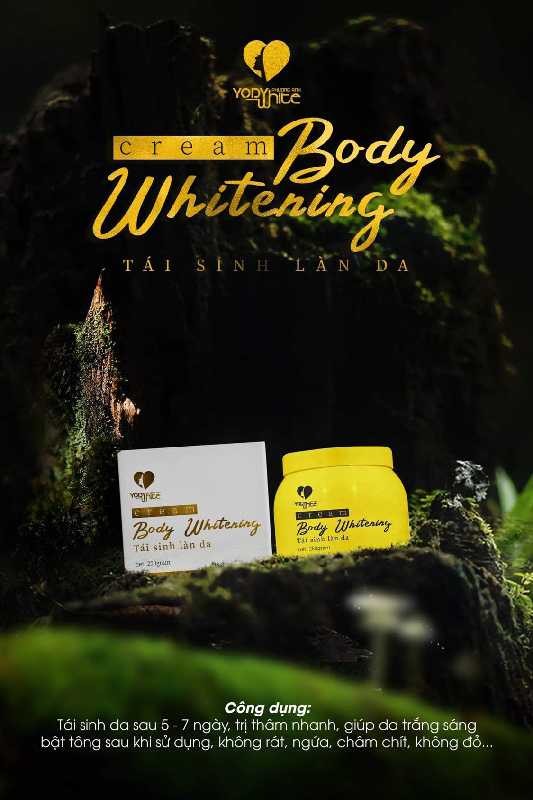 PHƯƠNG ANH
YODY White
cream Body
Whitening
TÁI SINH LÀN DA
YODY White
cream
Body Whitening
Tái sinh làn da
YODY White
cream
Body Whitening
Tái sinh làn da
Công dụng:
Tái sinh da sau 5 - 7 ngày, trị thâm nhanh, giúp da trắng sáng
bật tông sau khi sử dụng, không rát, ngứa, châm chít, không đỏ...